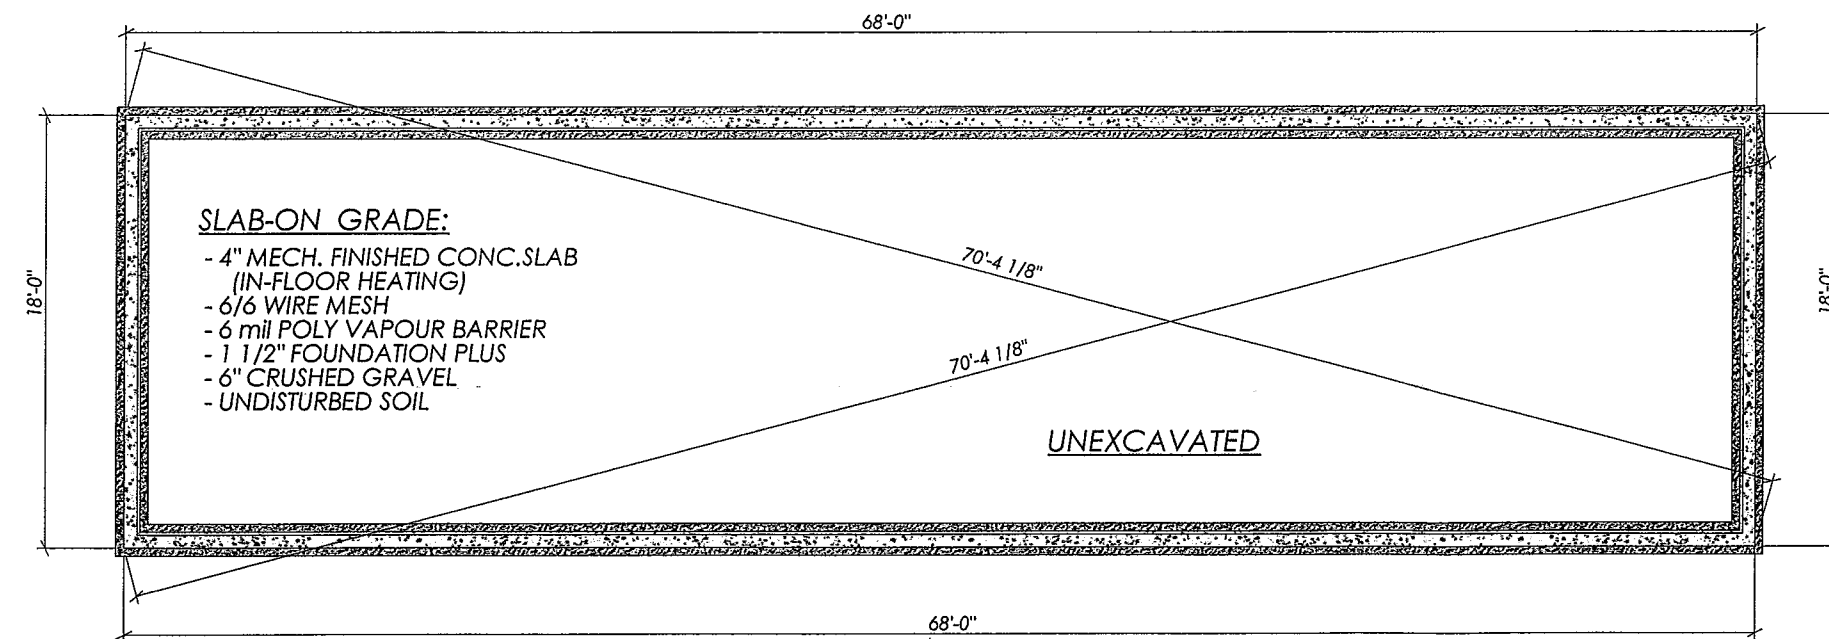 68'-0"
18'-0"
SLAB-ON GRADE:
- 4" MECH. FINISHED CONC.SLAB
(IN-FLOOR HEATING)
- 6/6 WIRE MESH
- 6 mil POLY VAPOUR BARRIER
- 1 1/2" FOUNDATION PLUS
- 6" CRUSHED GRAVEL
- UNDISTURBED SOIL
70'-4 1/8"
70'-4 1/8"
UNEXCAVATED
18'-0"
68'-0"